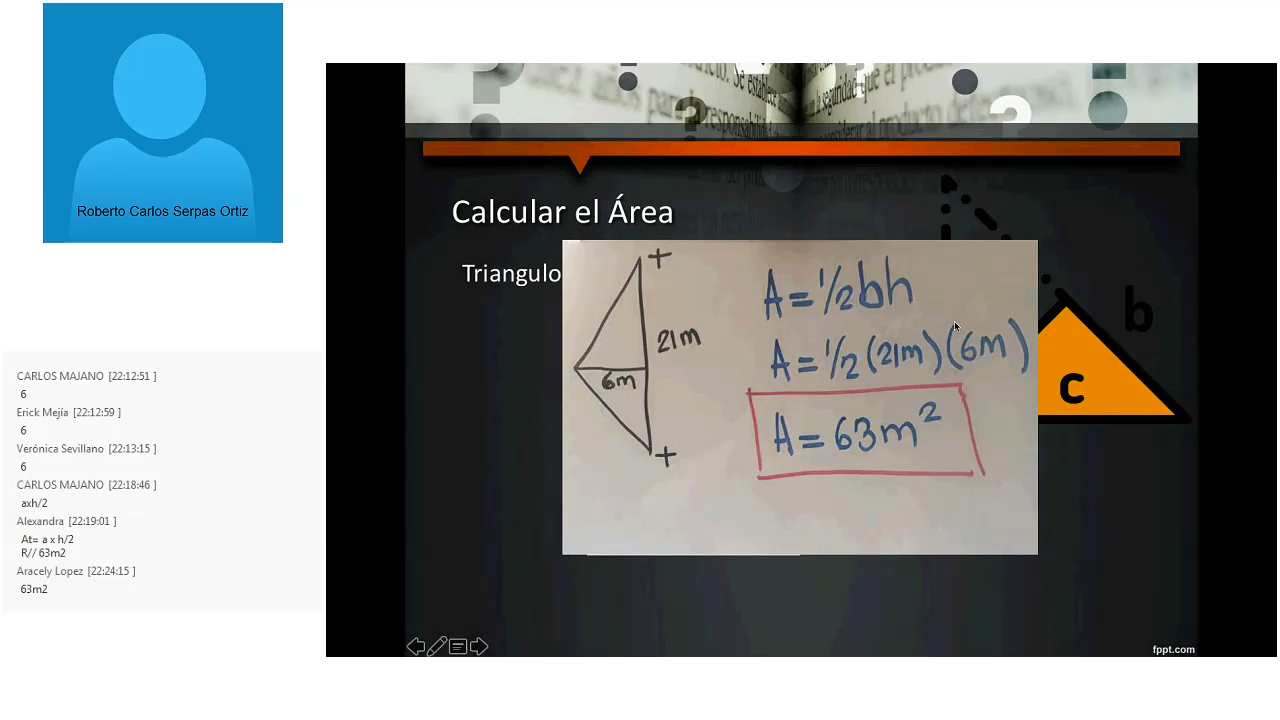 Roberto Carlos Serpas Ortiz
CARLOS MAJANO [22:12:51 ]
6
Erick Mejía [22:12:59 ]
6
Verónica Sevillano [22:13:15 ]
6
CARLOS MAJANO [22:18:46 ]
axh/2
Alexandra [22:19:01 ]
At= a x h/2
R// 63m2
Aracely Lopez [22:24:15 ]
63m2
Calcular el Área
Triangulo
21m
6m
A = 1/2 bh
A = 1/2 (21m) (6m)
A = 63m²
b
c
fppt.com